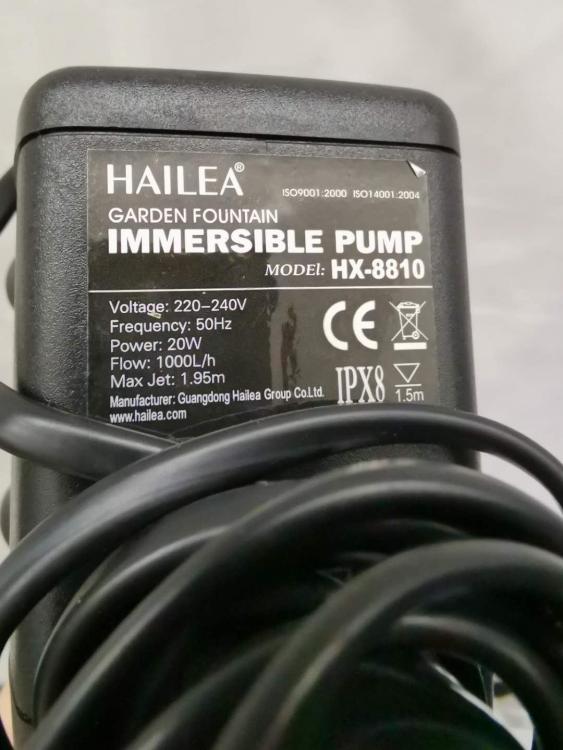 HAILEA®
ISO9001:2000 ISO14001:2004
GARDEN FOUNTAIN
IMMERSIBLE PUMP
MODEl: HX-8810
Voltage: 220–240V
Frequency: 50Hz
Power: 20W
Flow: 1000L/h
Max Jet: 1.95m
Manufacturer: Guangdong Hailea Group Co.Ltd.
www.hailea.com
CE
IPX8
1.5m